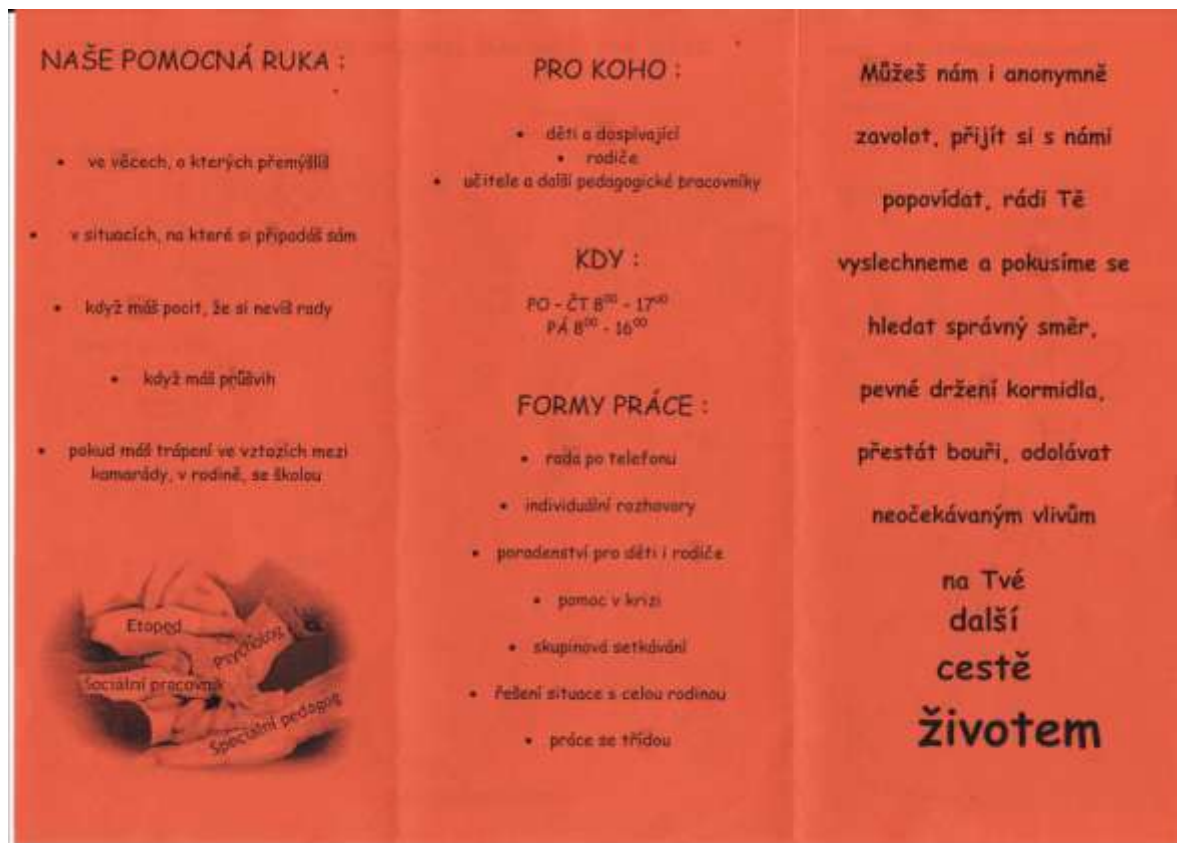 NAŠE POMOCNÁ RUKA :
• ve věcech, o kterých přemýšlíš
• v situacích, na které si připadáš sám
• když máš pocit, že si nevíš rady
• když máš průšvih
• pokud máš trápení ve vztazích mezi
kamarády, v rodině, se školou
Etoped
Psycholog
Sociální pracovník
Speciální pedagog
PRO KOHO :
• děti a dospívající
• rodiče
• učitele a další pedagogické pracovníky
KDY :
PO - ČT 8⁰⁰ - 17⁰⁰
PÁ 8⁰⁰ - 16⁰⁰
FORMY PRÁCE :
• rada po telefonu
• individuální rozhovory
• poradenství pro děti i rodiče
• pomoc v krizi
• skupinová setkávání
• řešení situace s celou rodinou
• práce se třídou
Můžeš nám i anonymně
zavolat, přijít si s námi
popovídat, rádi Tě
vyslechneme a pokusíme se
hledat správný směr,
pevné držení kormidla,
přestát bouři, odolávat
neočekávaným vlivům
na Tvé
další
cestě
životem